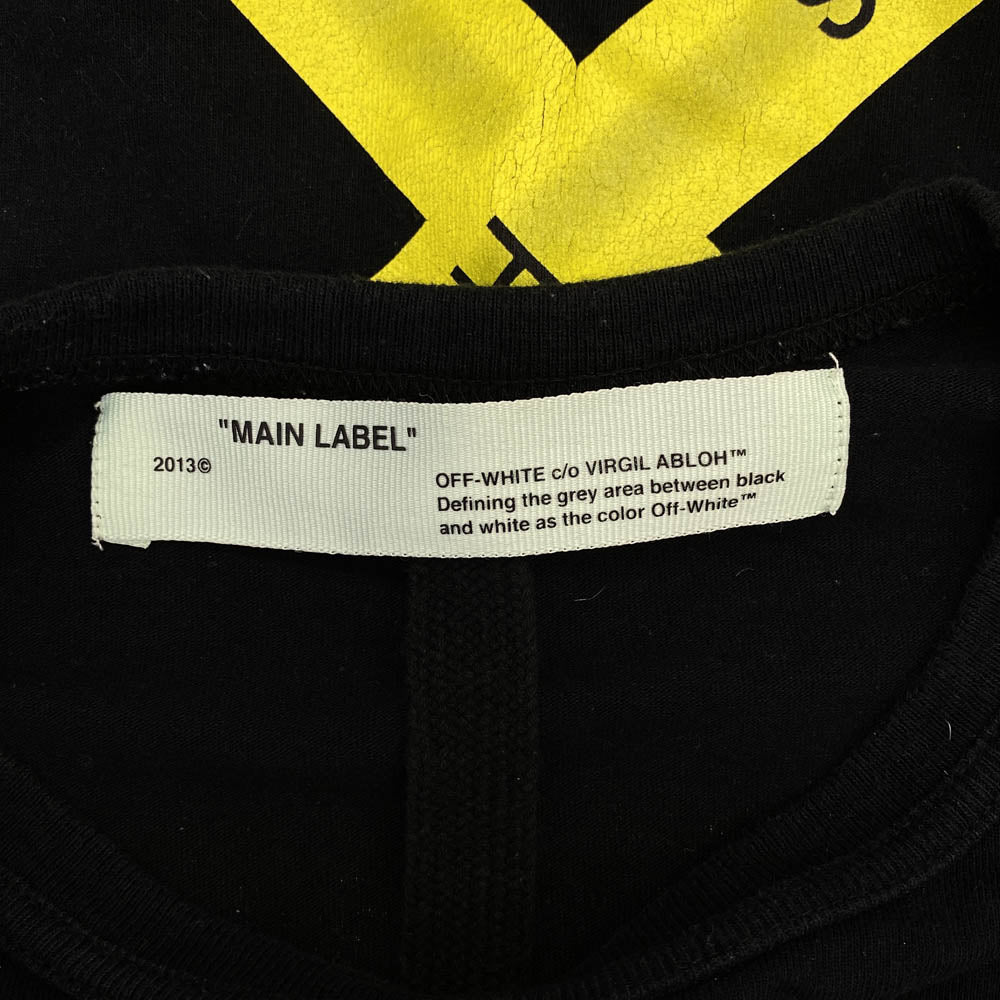 "MAIN LABEL"
2013©
OFF-WHITE c/o VIRGIL ABLOH™
Defining the grey area between black
and white as the color Off-White™